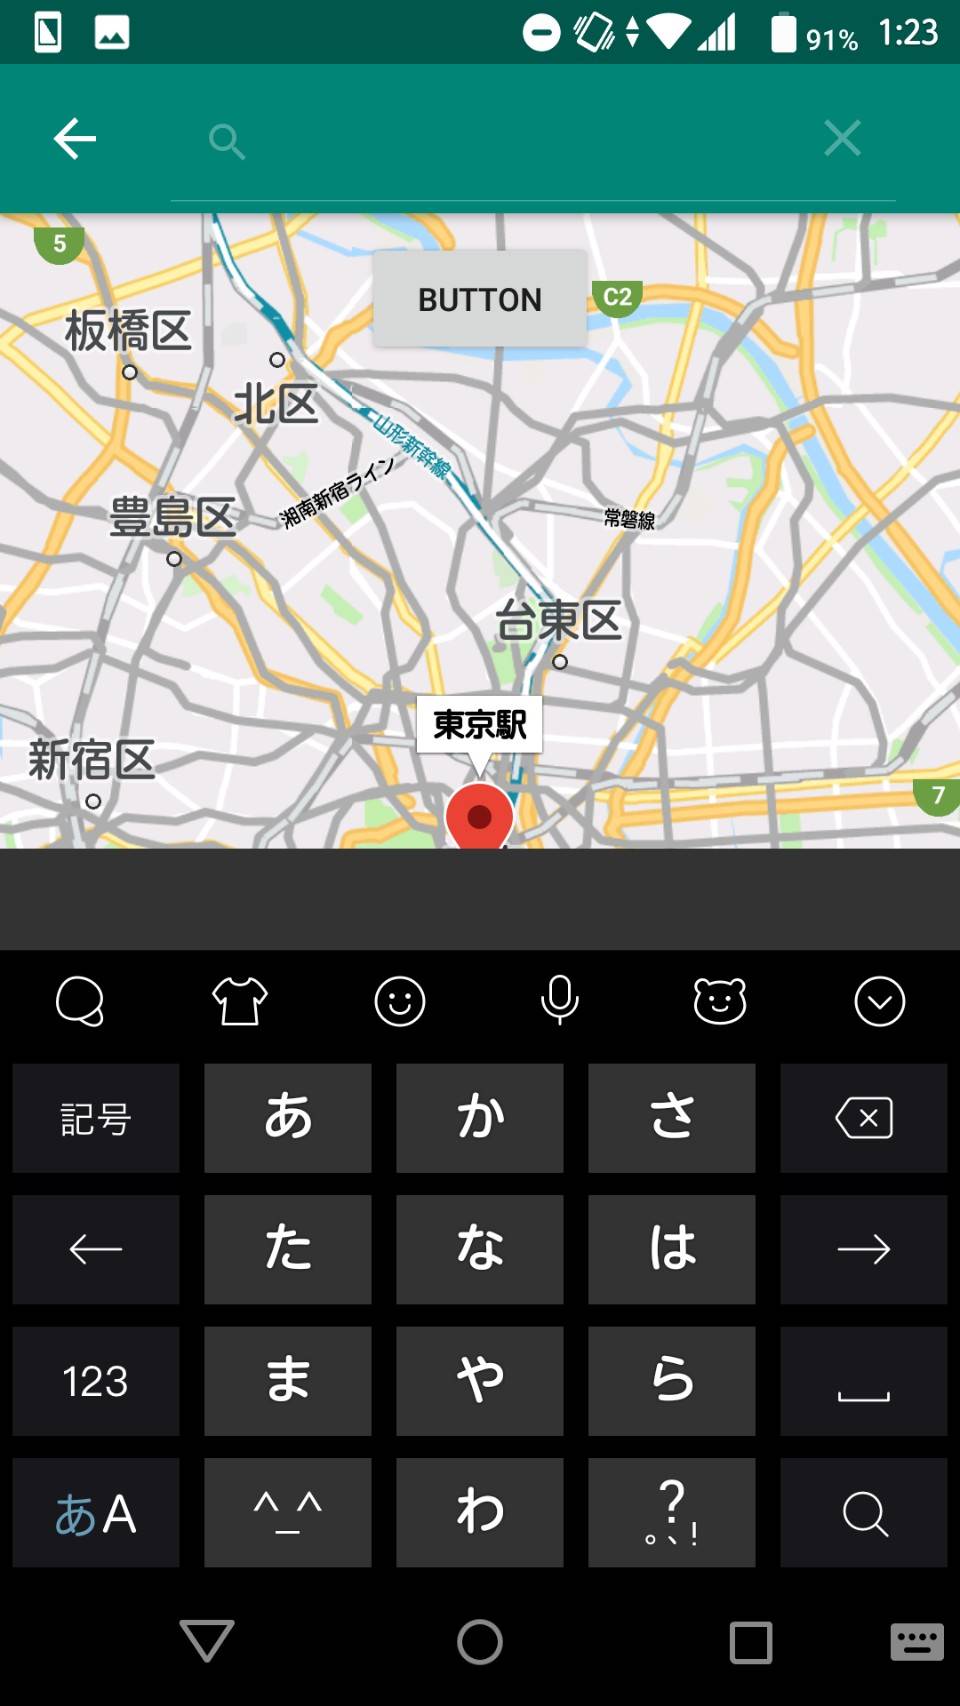 91% 1:23
5
BUTTON
C2
板橋区
北区
山形新幹線
湘南新宿ライン
豊島区
常磐線
台東区
東京駅
新宿区
7
記号 あ か さ
た な は
123 ま や ら
あA ^_^ わ ?。、!